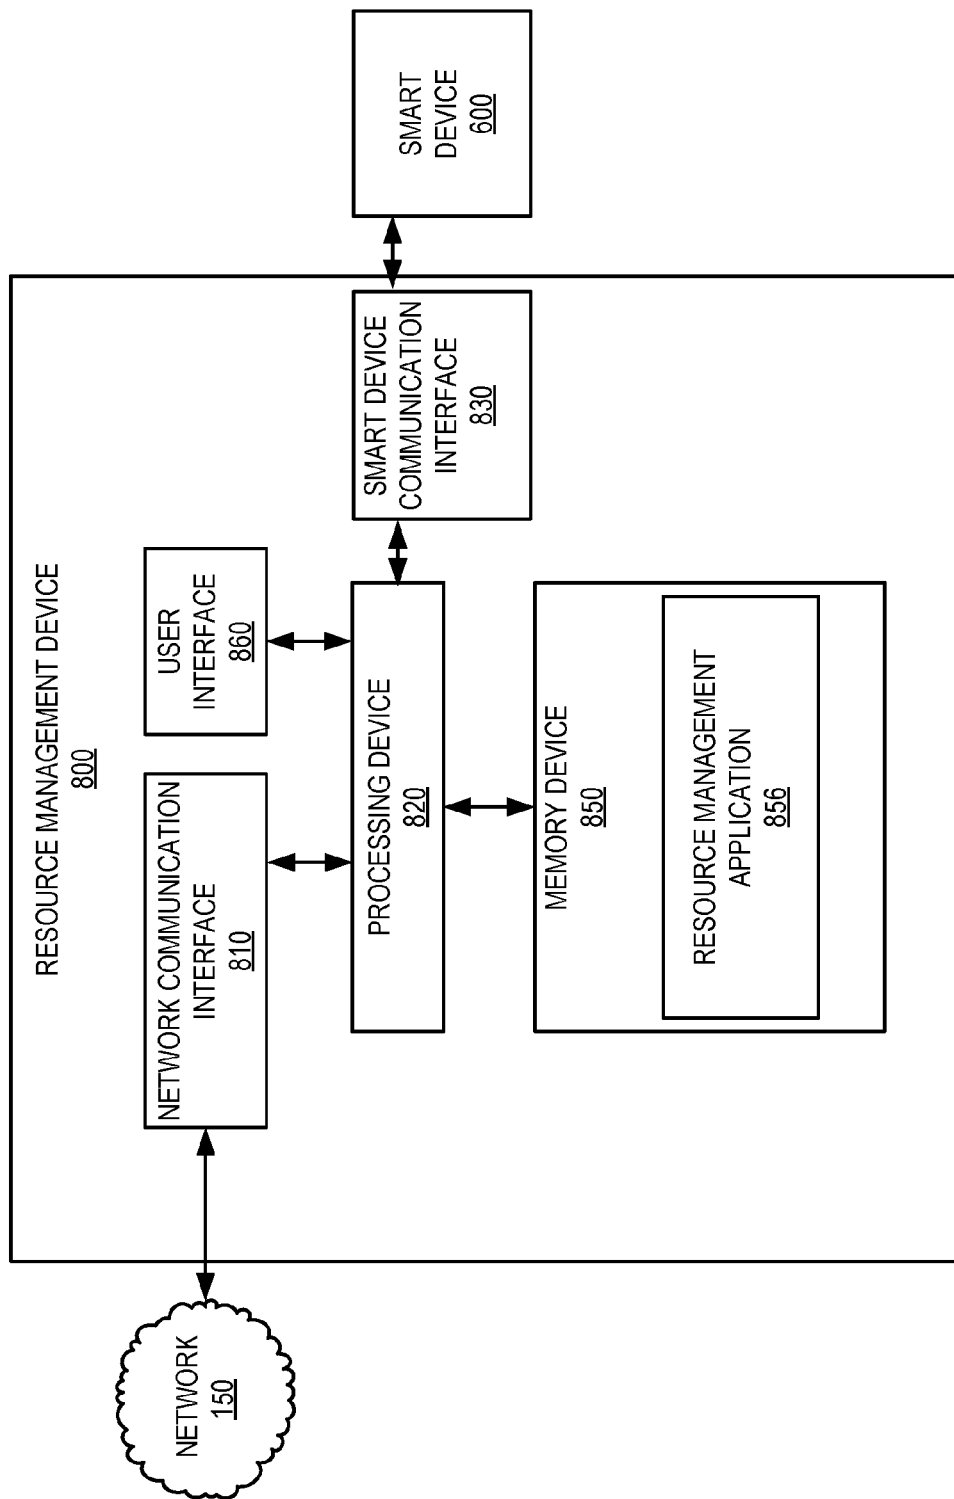 RESOURCE MANAGEMENT DEVICE
800
NETWORK
150
NETWORK COMMUNICATION
INTERFACE
810
USER
INTERFACE
860
PROCESSING DEVICE
820
SMART DEVICE
COMMUNICATION
INTERFACE
830
SMART
DEVICE
600
MEMORY DEVICE
850
RESOURCE MANAGEMENT
APPLICATION
856